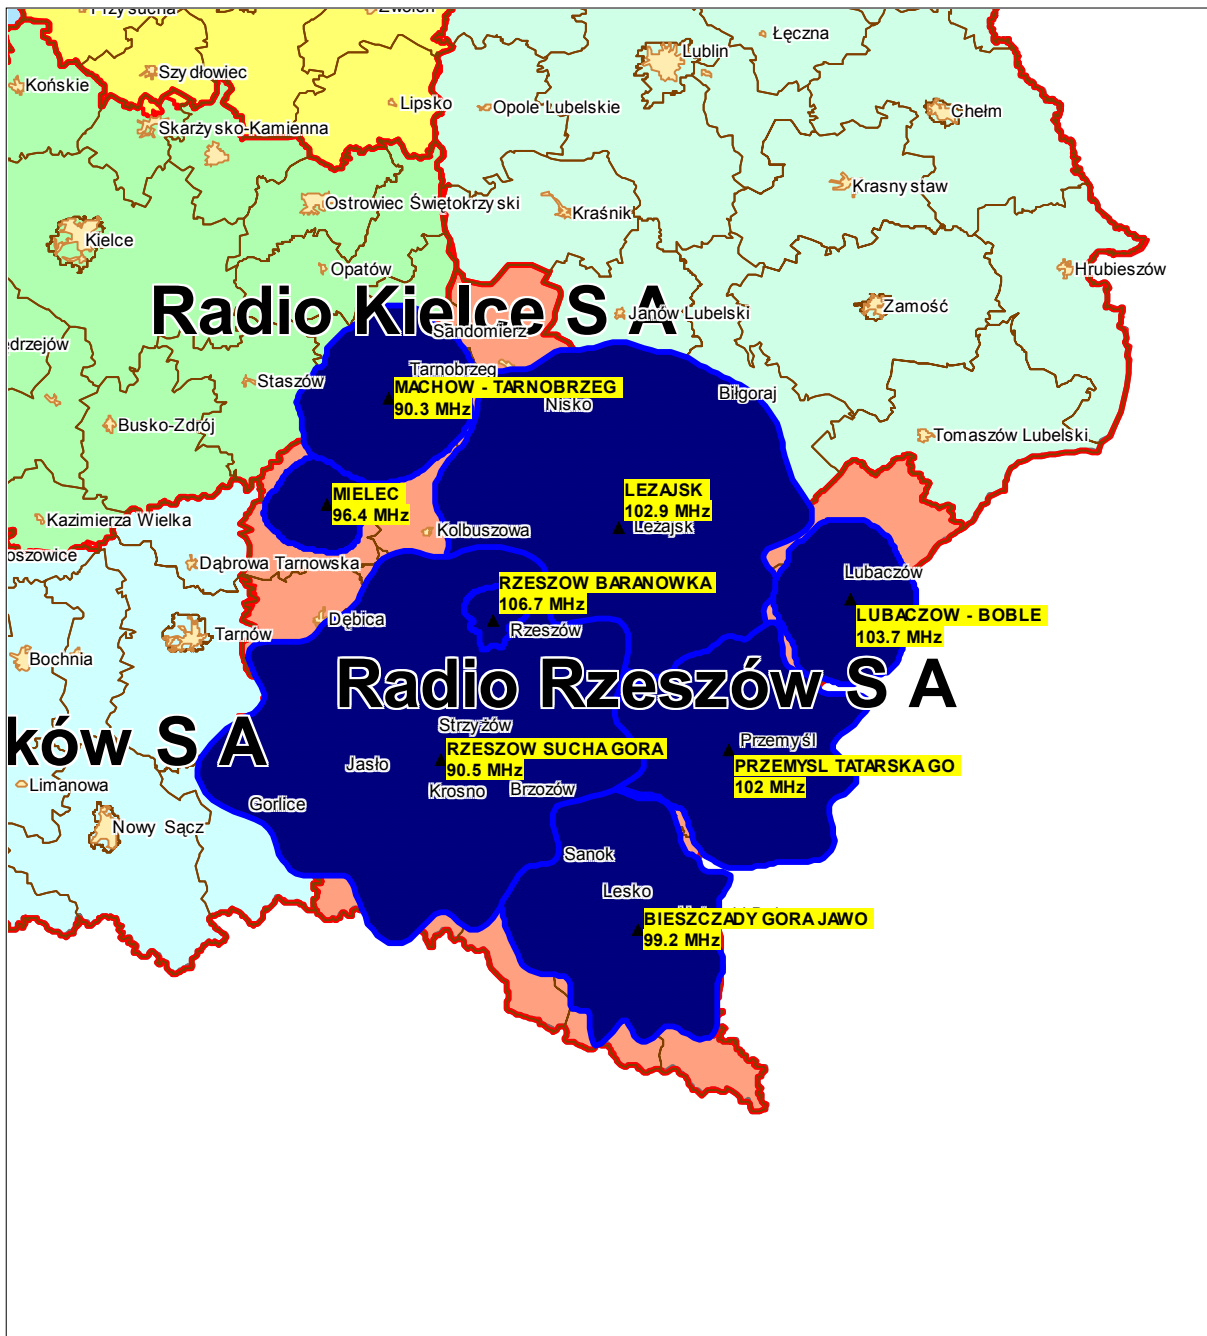 Przysucha
Zwoleń
Łęczna
Lublin
Szydłowiec
Końskie
Lipsko
Opole Lubelskie
Chełm
Skarżysko-Kamienna
Krasnystaw
Ostrowiec Świętokrzyski
Kraśnik
Kielce
Opatów
Hrubieszów
Radio Kielce S A
Janów Lubelski
Zamość
Sandomierz
edrzejów
Tarnobrzeg
Staszów
MACHOW - TARNOBRZEG
90.3 MHz
Nisko
Biłgoraj
Busko-Zdrój
Tomaszów Lubelski
MIELEC
96.4 MHz
LEZAJSK
102.9 MHz
Leżajsk
Kazimierza Wielka
Kolbuszowa
oszowice
Dąbrowa Tarnowska
Lubaczów
RZESZOW BARANOWKA
106.7 MHz
LUBACZOW - BOBLE
103.7 MHz
Dębica
Rzeszów
Tarnów
Bochnia
Radio Rzeszów S A
ków S A
Strzyżów
RZESZOW SUCHA GORA
90.5 MHz
Przemyśl
PRZEMYSL TATARSKA GO
102 MHz
Jasło
Limanowa
Krosno
Brzozów
Gorlice
Nowy Sącz
Sanok
Lesko
BIESZCZADY GORA JAWO
99.2 MHz